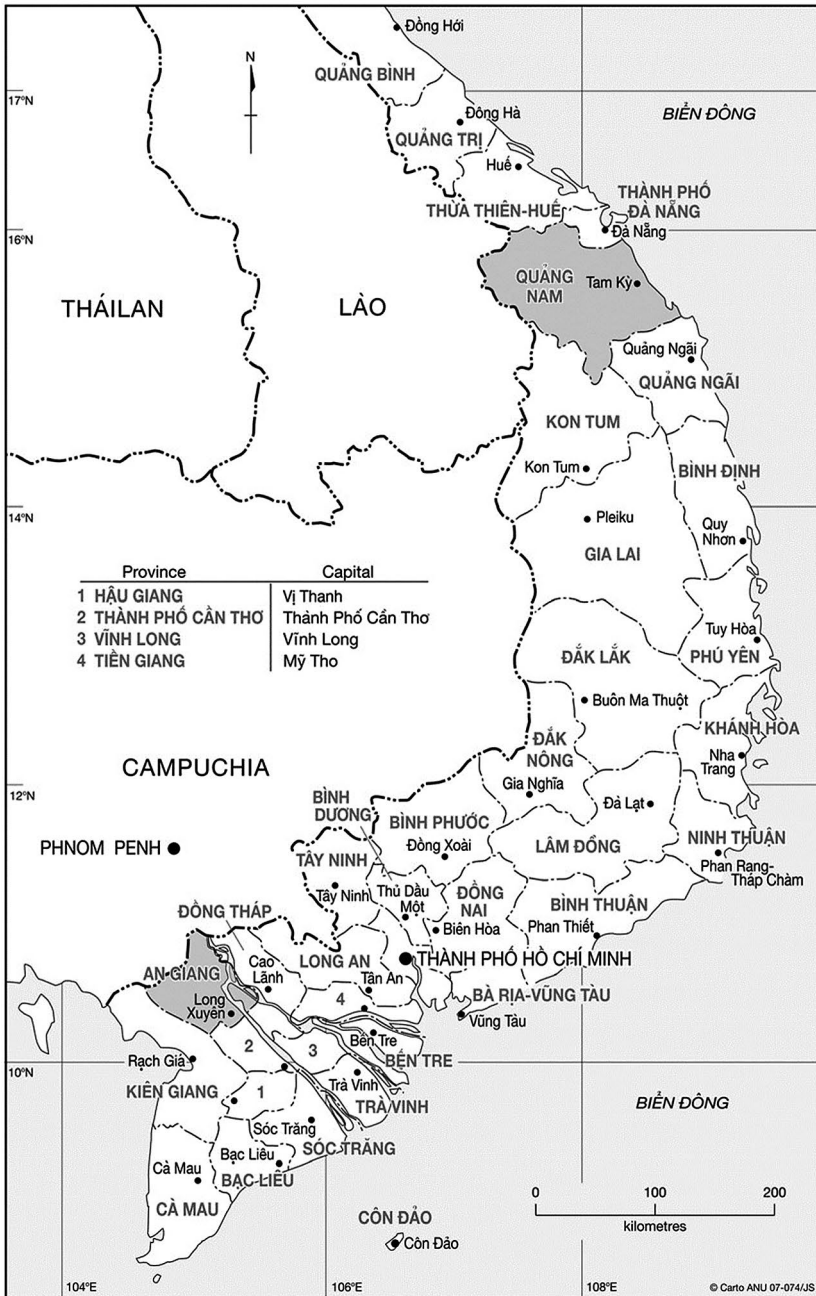 Đồng Hới
QUẢNG BÌNH
N
17°N
Đông Hà
BIỂN ĐÔNG
QUẢNG TRỊ
Huế
THỪA THIÊN-HUẾ
THÀNH PHỐ
ĐÀ NẴNG
16°N
Đà Nẵng
QUẢNG
NAM
Tam Kỳ
THÁILAN
LÀO
Quảng Ngãi
QUẢNG NGÃI
KON TUM
Kon Tum
BÌNH ĐỊNH
14°N
Pleiku
Quy
Nhơn
GIA LAI
Province Capital
1 HẬU GIANG Vị Thanh
2 THÀNH PHỐ CẦN THƠ Thành Phố Cần Thơ
3 VĨNH LONG Vĩnh Long
4 TIỀN GIANG Mỹ Tho
Tuy Hòa
PHÚ YÊN
ĐẮK LẮK
Buôn Ma Thuột
KHÁNH HÒA
ĐẮK
NÔNG
Nha
Trang
CAMPUCHIA
Gia Nghĩa
12°N
Đà Lạt
BÌNH
DƯƠNG
BÌNH PHƯỚC
Đồng Xoài
LÂM ĐỒNG
NINH THUẬN
Phan Rang-
Tháp Chàm
PHNOM PENH
TÂY NINH
Tây Ninh
Thủ Dầu
Một
ĐỒNG
NAI
Biên Hòa
BÌNH THUẬN
Phan Thiết
ĐỒNG THÁP
Cao
Lãnh
LONG AN
Tân An
THÀNH PHỐ HỒ CHÍ MINH
AN GIANG
Long
Xuyên
4
BÀ RỊA-VŨNG TÀU
Vũng Tàu
Bến Tre
BẾN TRE
10°N
Rạch Giá
2
3
KIÊN GIANG
1
Trà Vinh
TRÀ VINH
Sóc Trăng
SÓC TRĂNG
BIỂN ĐÔNG
Cà Mau
Bạc Liêu
BẠC LIÊU
CÀ MAU
CÔN ĐẢO
Côn Đảo
0 100 200
kilometres
104°E
106°E
108°E
© Carto ANU 07-074/JS